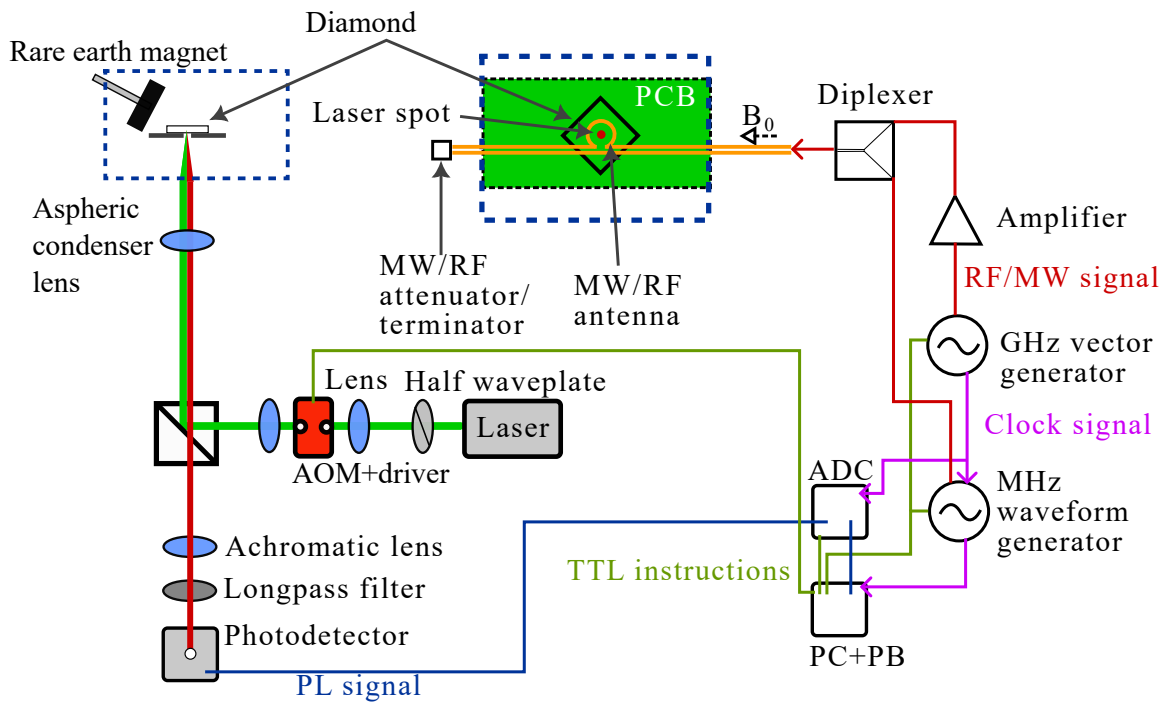 Diamond
Rare earth magnet
Laser spot
PCB
B0
Diplexer
Aspheric
condenser
lens
Amplifier
MW/RF
attenuator/
terminator
MW/RF
antenna
RF/MW signal
GHz vector
generator
Lens
Half waveplate
Laser
Clock signal
AOM+driver
ADC
MHz
waveform
generator
Achromatic lens
TTL instructions
Longpass filter
Photodetector
PC+PB
PL signal